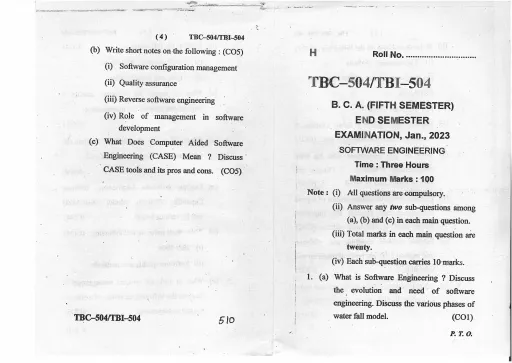 ( 4 ) TBC–504/TBI–504
(b) Write short notes on the following : (CO5)
(i) Software configuration management
(ii) Quality assurance
(iii) Reverse software engineering
(iv) Role of management in software
development
(c) What Does Computer Aided Software
Engineering (CASE) Mean ? Discuss
CASE tools and its pros and cons. (CO5)
TBC–504/TBI–504
510
H Roll No. ..............................
TBC–504/TBI–504
B. C. A. (FIFTH SEMESTER)
END SEMESTER
EXAMINATION, Jan., 2023
SOFTWARE ENGINEERING
Time : Three Hours
Maximum Marks : 100
Note : (i) All questions are compulsory.
(ii) Answer any two sub-questions among
(a), (b) and (c) in each main question.
(iii) Total marks in each main question are
twenty.
(iv) Each sub-question carries 10 marks.
1. (a) What is Software Engineering ? Discuss
the evolution and need of software
engineering. Discuss the various phases of
water fall model. (CO1)
P. T. O.